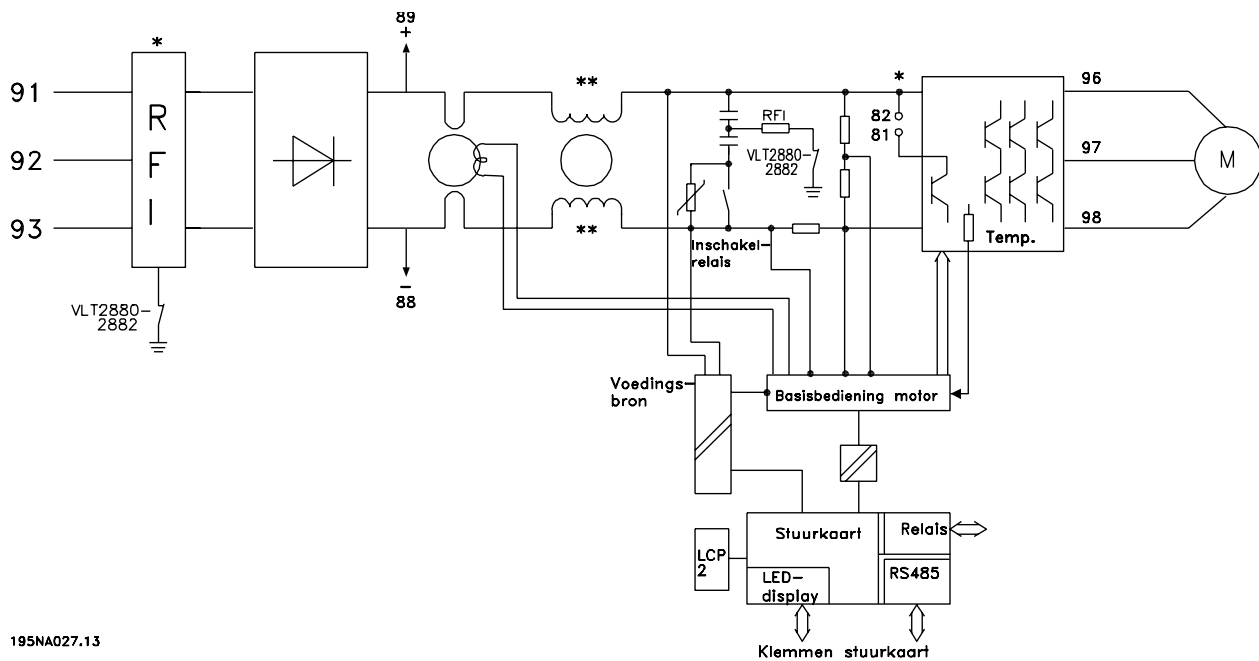 89
+
*
**
*
91
92
93
R
F
I
RFI
82
81
VLT2880-
2882
96
97
98
M
Temp.
**
Inschakel-
relais
-
88
VLT2880-
2882
Voedings-
bron
Basisbediening motor
Stuurkaart
Relais
LCP
2
RS485
LED-
display
Klemmen stuurkaart
195NA027.13